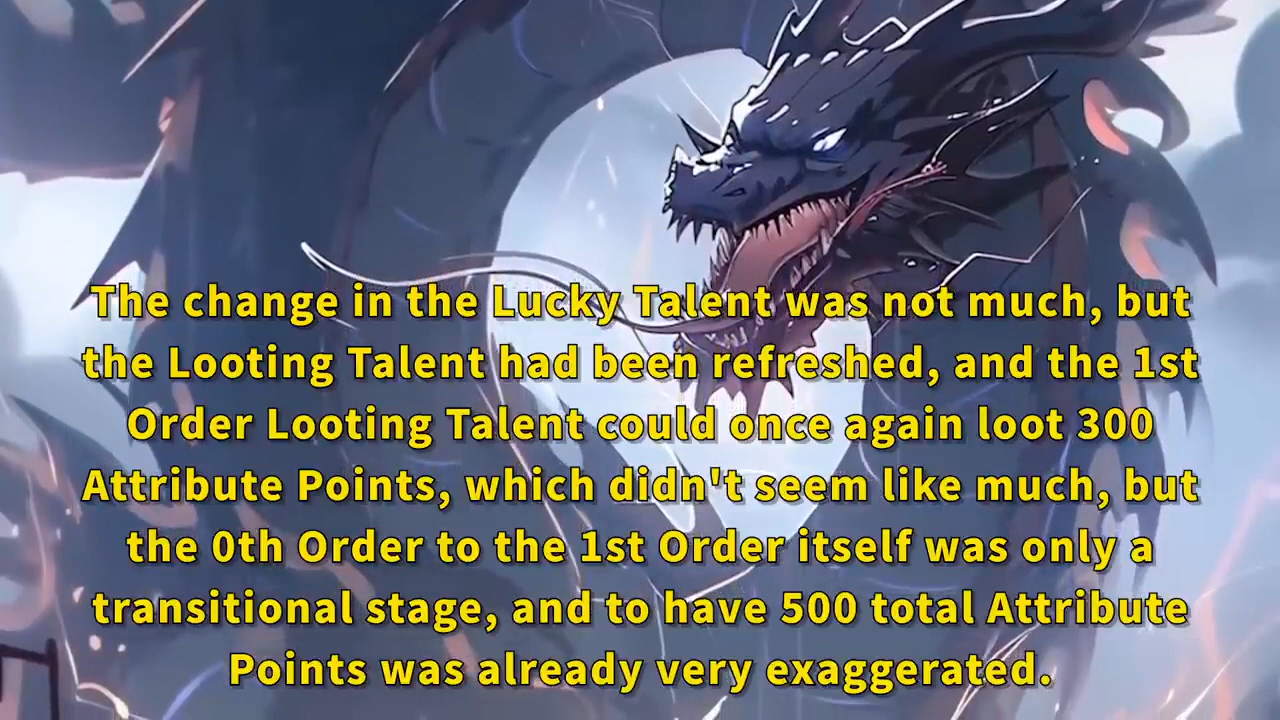 The change in the Lucky Talent was not much, but
the Looting Talent had been refreshed, and the 1st
Order Looting Talent could once again loot 300
Attribute Points, which didn't seem like much, but
the 0th Order to the 1st Order itself was only a
transitional stage, and to have 500 total Attribute
Points was already very exaggerated.